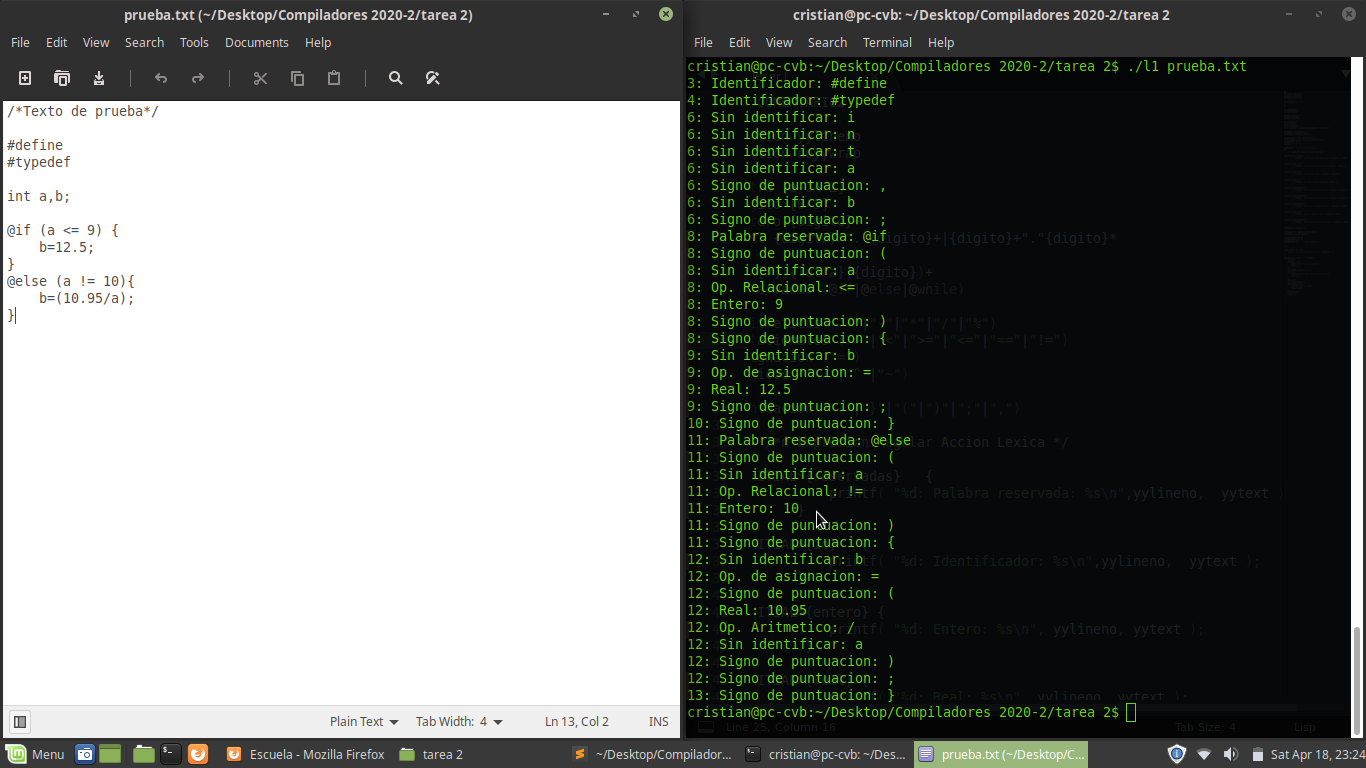 prueba.txt (~/Desktop/Compiladores 2020-2/tarea 2)
File Edit View Search Tools Documents Help
/*Texto de prueba*/
#define
#typedef
int a,b;
@if (a <= 9) {
b=12.5;
}
@else (a != 10){
b=(10.95/a);
}
Plain Text Tab Width: 4 Ln 13, Col 2 INS
cristian@pc-cvb: ~/Desktop/Compiladores 2020-2/tarea 2
File Edit View Search Terminal Help
cristian@pc-cvb:~/Desktop/Compiladores 2020-2/tarea 2$ ./l1 prueba.txt
3: Identificador: #define
4: Identificador: #typedef
6: Sin identificar: i
6: Sin identificar: n
6: Sin identificar: t
6: Sin identificar: a
6: Signo de puntuacion: ,
6: Sin identificar: b
6: Signo de puntuacion: ;
8: Palabra reservada: @if
8: Signo de puntuacion: (
8: Sin identificar: a
8: Op. Relacional: <=
8: Entero: 9
8: Signo de puntuacion: )
8: Signo de puntuacion: {
9: Sin identificar: b
9: Op. de asignacion: =
9: Real: 12.5
9: Signo de puntuacion: ;
10: Signo de puntuacion: }
11: Palabra reservada: @else
11: Signo de puntuacion: (
11: Sin identificar: a
11: Op. Relacional: !=
11: Entero: 10
11: Signo de puntuacion: )
11: Signo de puntuacion: {
12: Sin identificar: b
12: Op. de asignacion: =
12: Signo de puntuacion: (
12: Real: 10.95
12: Op. Aritmetico: /
12: Sin identificar: a
12: Signo de puntuacion: )
12: Signo de puntuacion: ;
13: Signo de puntuacion: }
cristian@pc-cvb:~/Desktop/Compiladores 2020-2/tarea 2$
Menu Escuela - Mozilla Firefox tarea 2 ~/Desktop/Compilador... cristian@pc-cvb: ~/Des... prueba.txt (~/Desktop/C... Sat Apr 18, 23:24